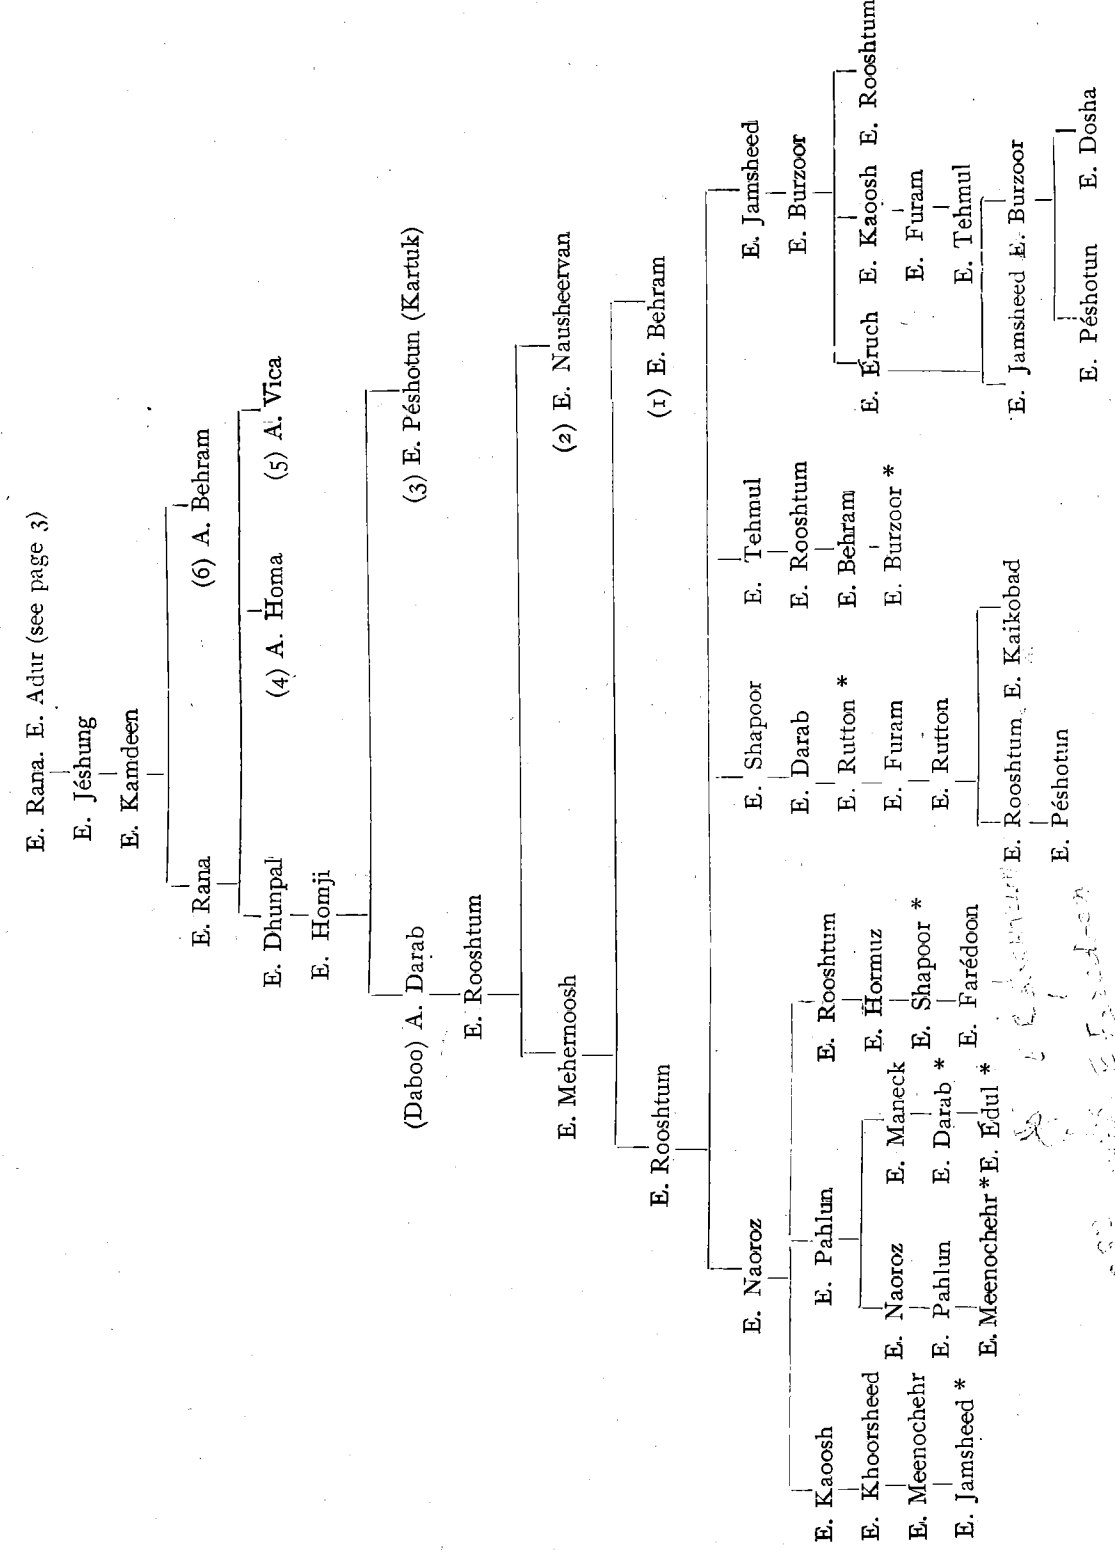 E. Rana. E. Adur (see page 3)
E. Jéshung
E. Kamdeen
E. Rana (6) A. Behram
E. Dhunpal (4) A. Homa (5) A. Vica
E. Homji
(Daboo) A. Darab (3) E. Péshotun (Kartuk)
E. Rooshtum
E. Mehernoosh (2) E. Nausheervan
E. Rooshtum (1) E. Behram
E. Naoroz E. Shapoor E. Tehmul E. Jamsheed
E. Darab E. Rooshtum E. Burzoor
E. Kaoosh E. Pahlun E. Rooshtum E. Rutton * E. Behram
E. Khoorsheed E. Hormuz E. Eruch E. Kaoosh E. Rooshtum
E. Naoroz E. Maneck E. Furam E. Burzoor * E. Furam
E. Meenochehr E. Shapoor *
E. Pahlun E. Darab * E. Rutton E. Tehmul
E. Jamsheed * E. Farédoon
E. Meenochehr * E. Edul *
E. Rooshtum E. Kaikobad E. Jamsheed E. Burzoor
E. Péshotun E. Péshotun E. Dosha